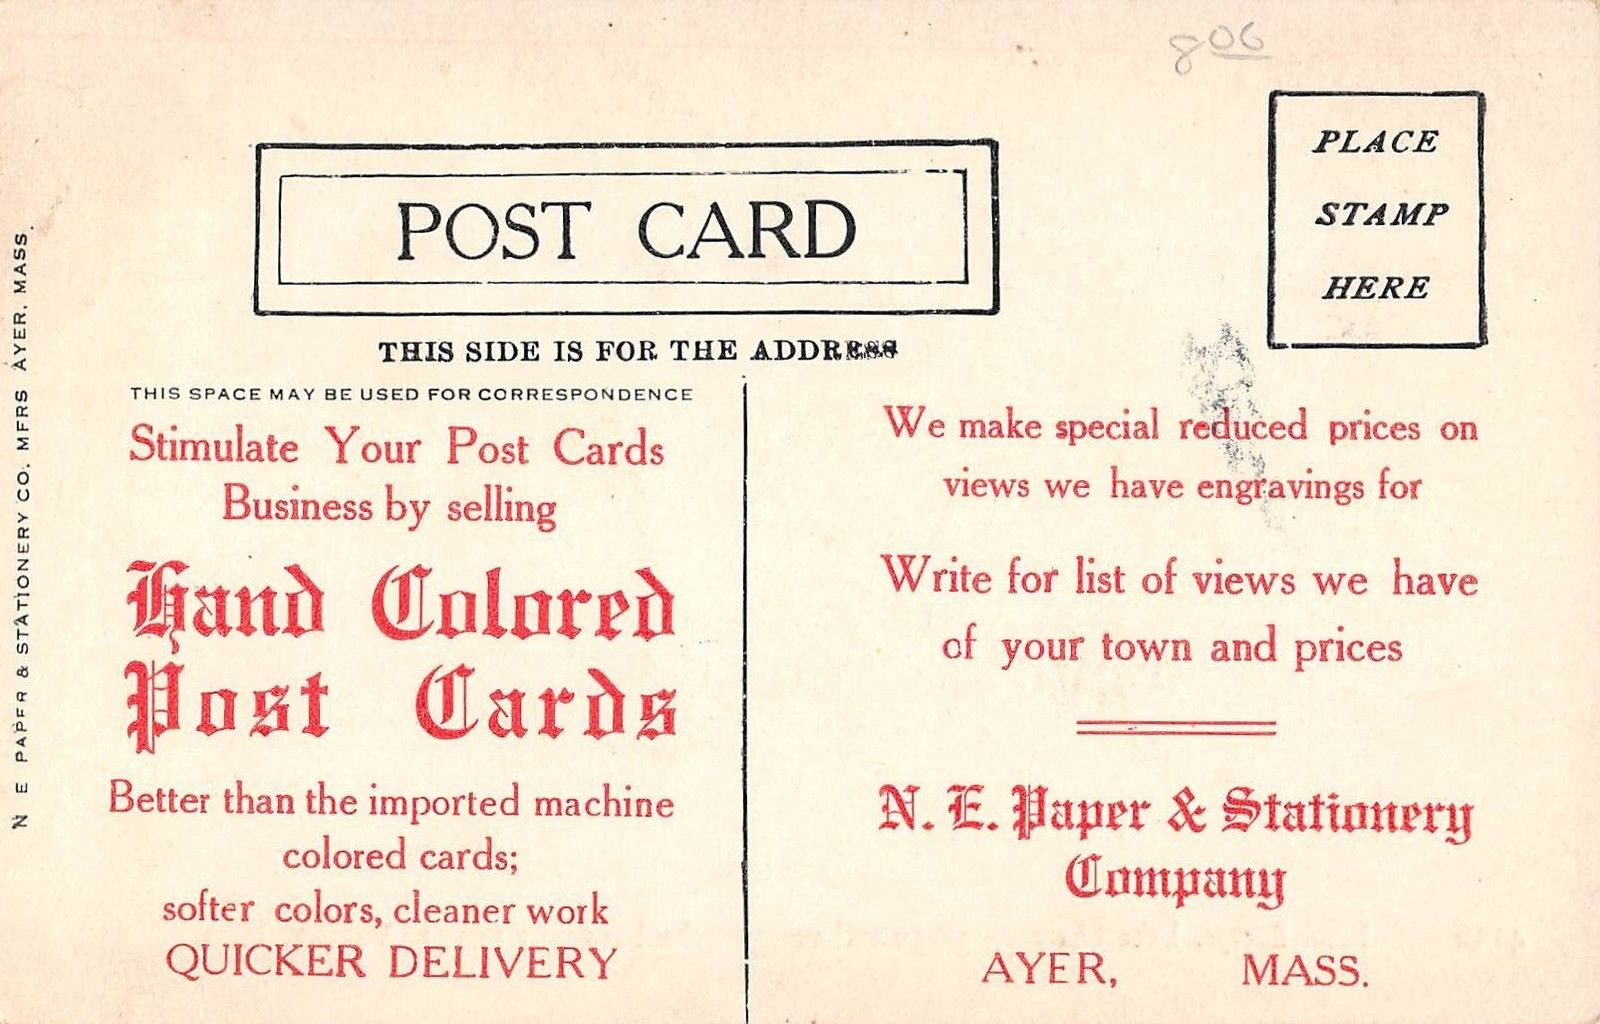 806
PLACE
STAMP
HERE
POST CARD
THIS SIDE IS FOR THE ADDRESS
THIS SPACE MAY BE USED FOR CORRESPONDENCE
Stimulate Your Post Cards
Business by selling
Hand Colored
Post Cards
Better than the imported machine
colored cards;
softer colors, cleaner work
QUICKER DELIVERY
We make special reduced prices on
views we have engravings for
Write for list of views we have
of your town and prices
N. E. Paper & Stationery
Company
AYER, MASS.
N E PAPER & STATIONERY CO. MFRS AYER, MASS.